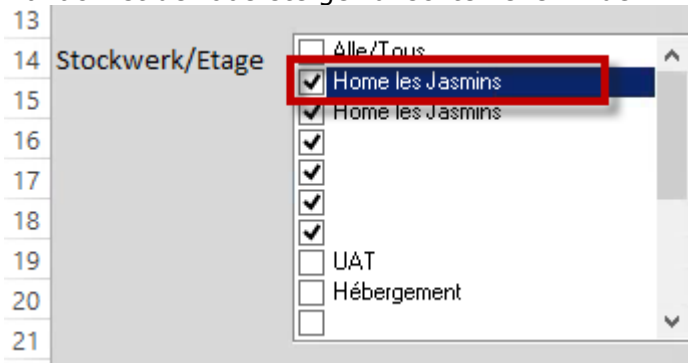 13
14 Stockwerk/Etage Alle/Tous
Home les Jasmins
15 Home les Jasmins
16
17
18
19 UAT
20 Hébergement
21